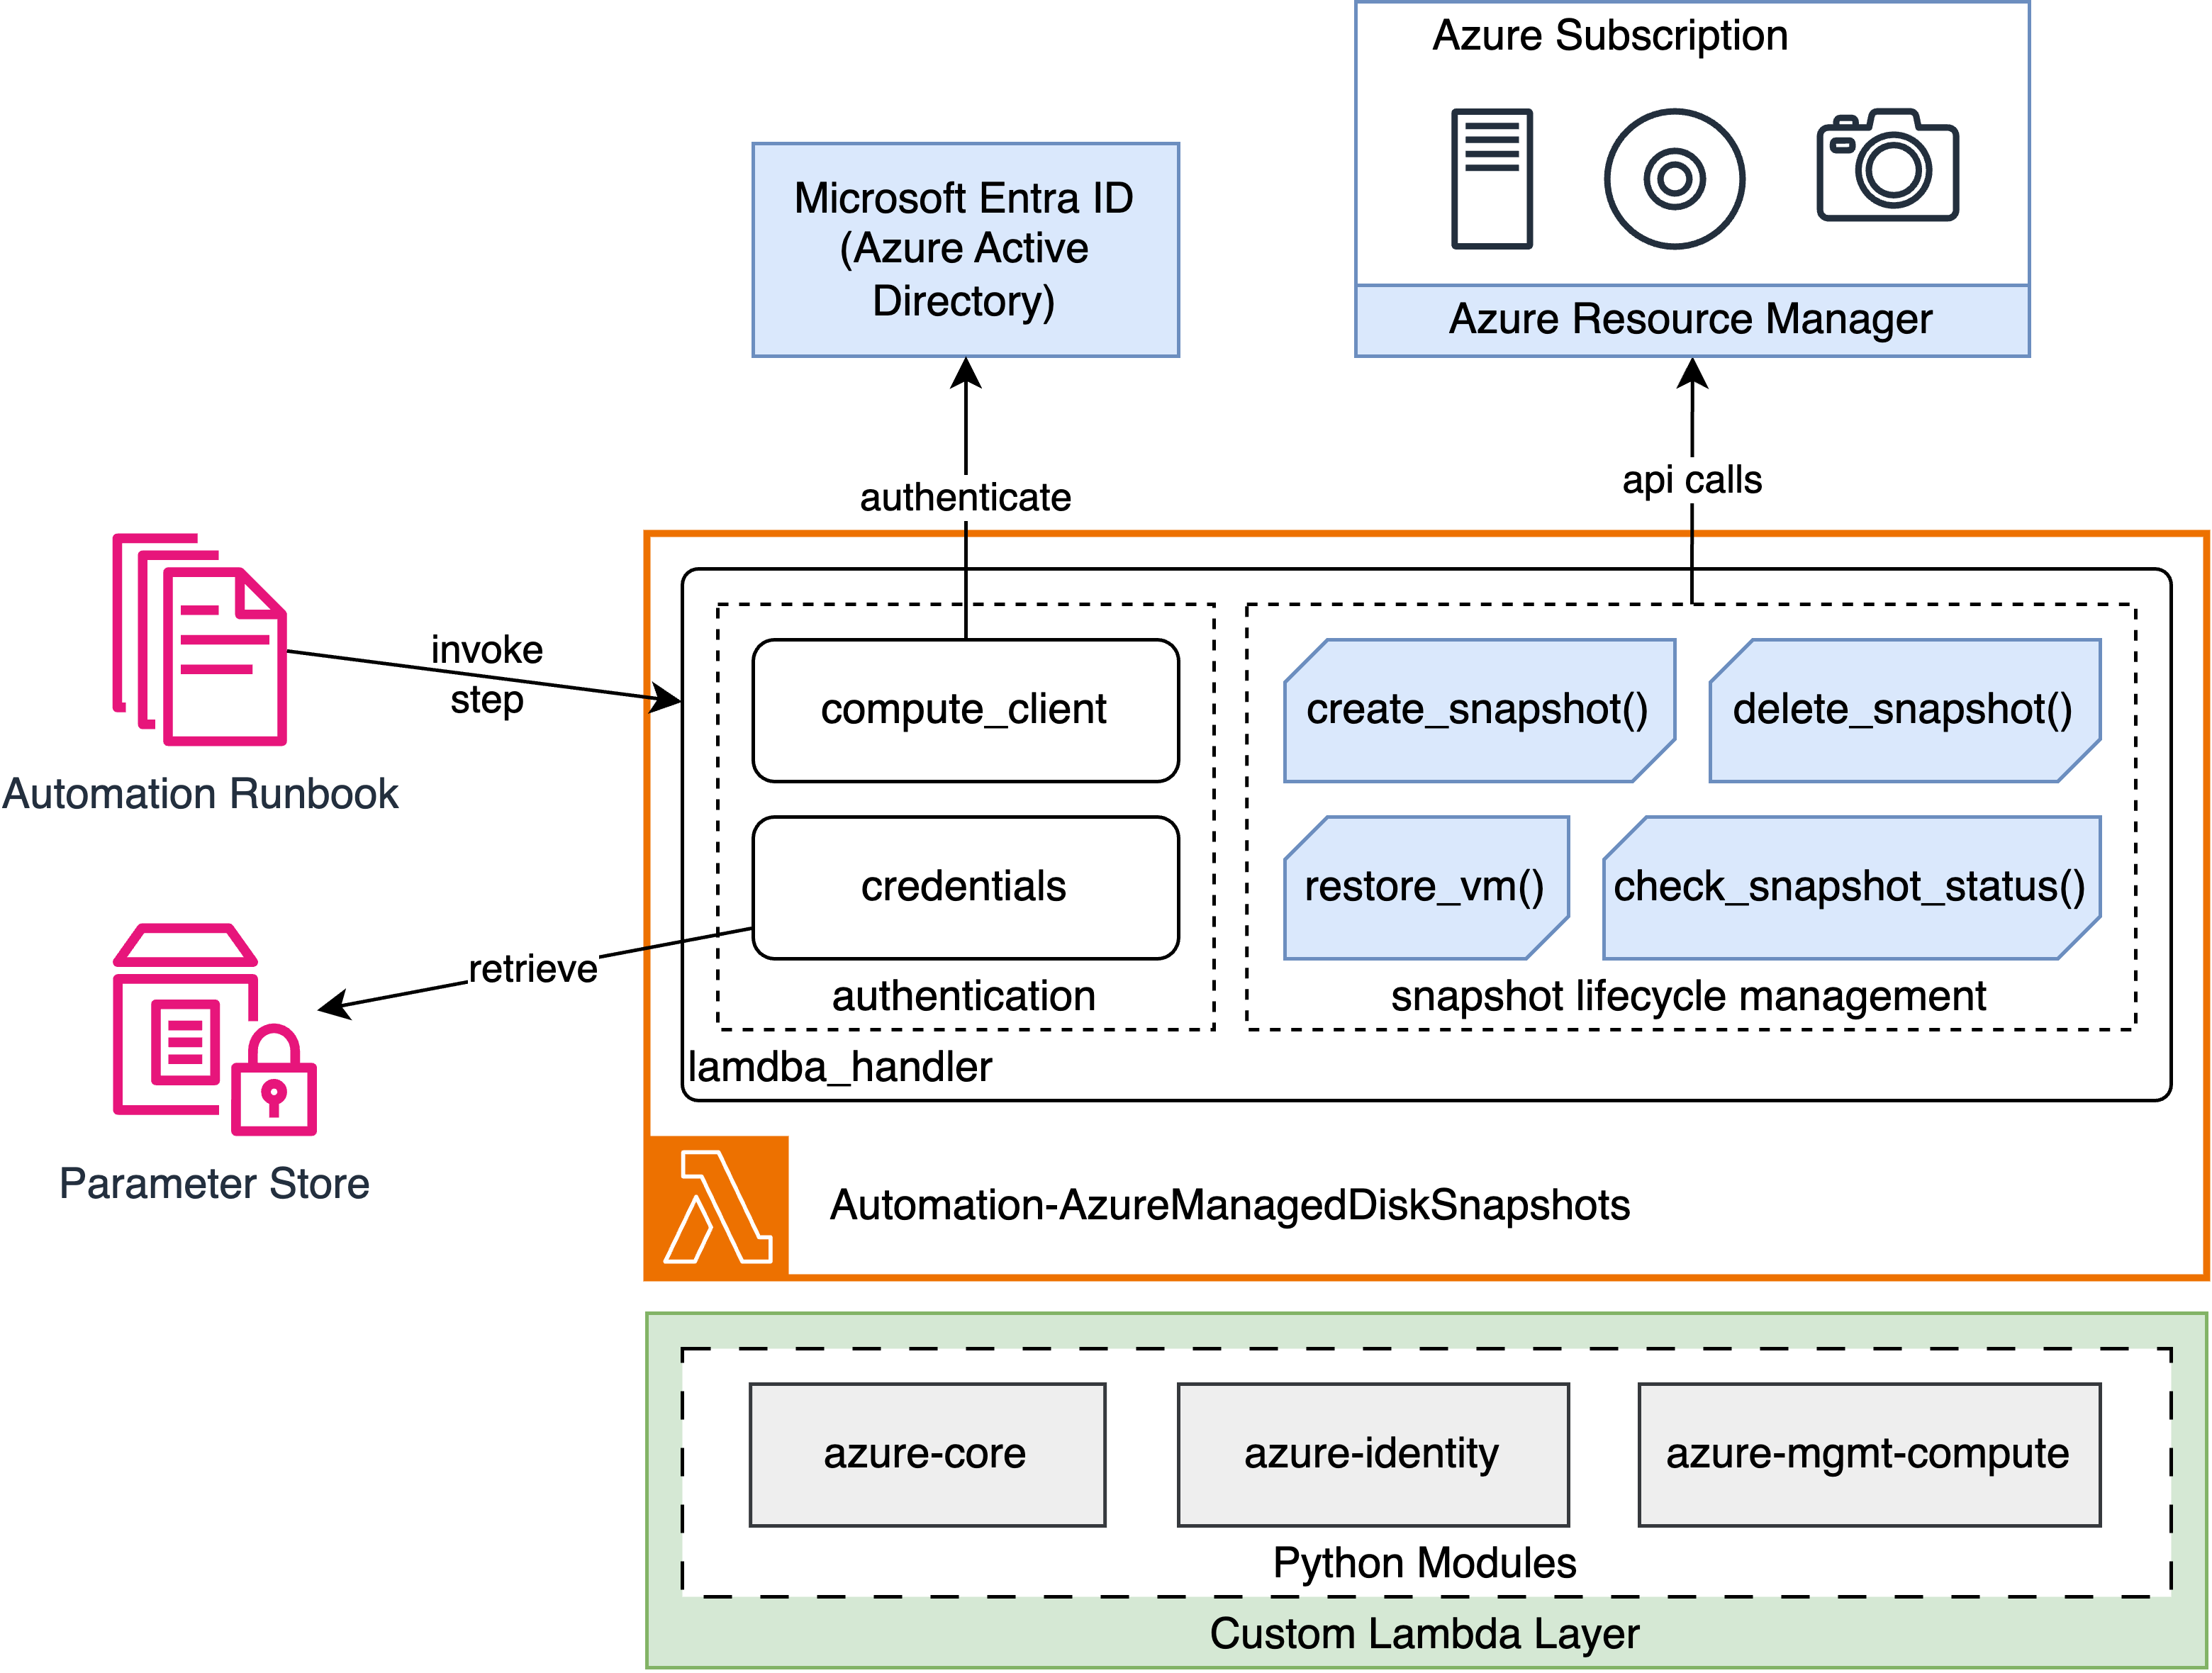 Azure Subscription
Azure Resource Manager
Microsoft Entra ID
(Azure Active
Directory)
authenticate
api calls
invoke
step
Automation Runbook
compute_client
create_snapshot()
delete_snapshot()
credentials
restore_vm()
check_snapshot_status()
retrieve
authentication
snapshot lifecycle management
lamdba_handler
Parameter Store
Automation-AzureManagedDiskSnapshots
azure-core
azure-identity
azure-mgmt-compute
Python Modules
Custom Lambda Layer